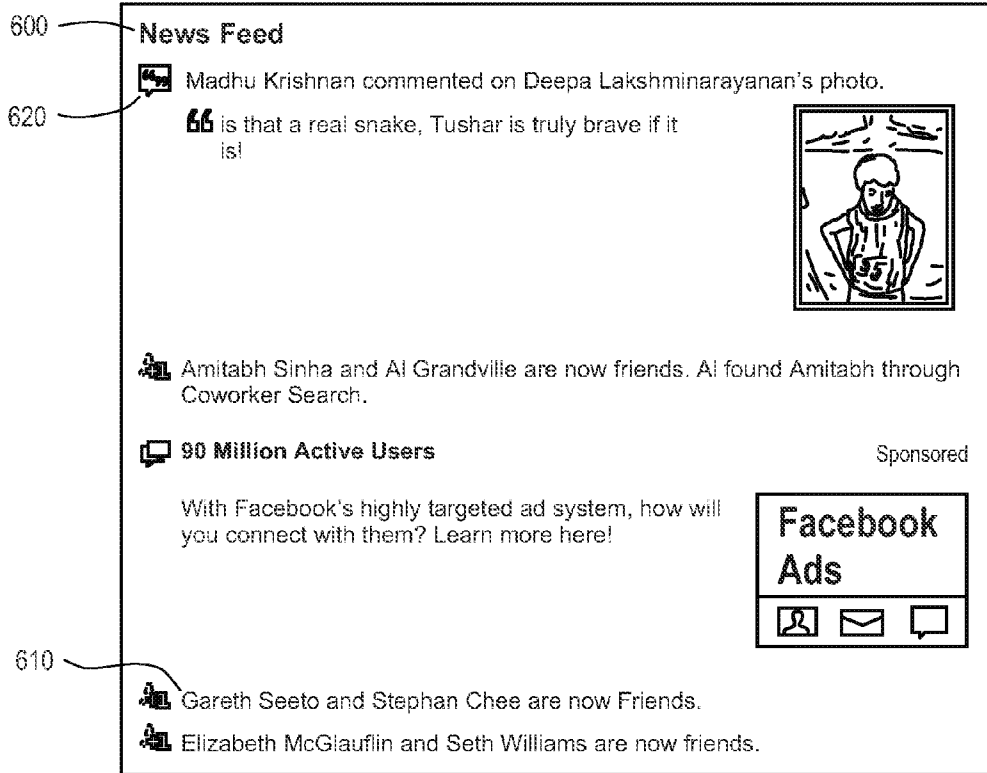 600
News Feed
Madhu Krishnan commented on Deepa Lakshminarayanan's photo.
620
is that a real snake, Tushar is truly brave if it
is!
35
Amitabh Sinha and Al Grandville are now friends. Al found Amitabh through
Coworker Search.
90 Million Active Users
Sponsored
With Facebook's highly targeted ad system, how will
you connect with them? Learn more here!
Facebook
Ads
610
Gareth Seeto and Stephan Chee are now Friends.
Elizabeth McGlauflin and Seth Williams are now friends.